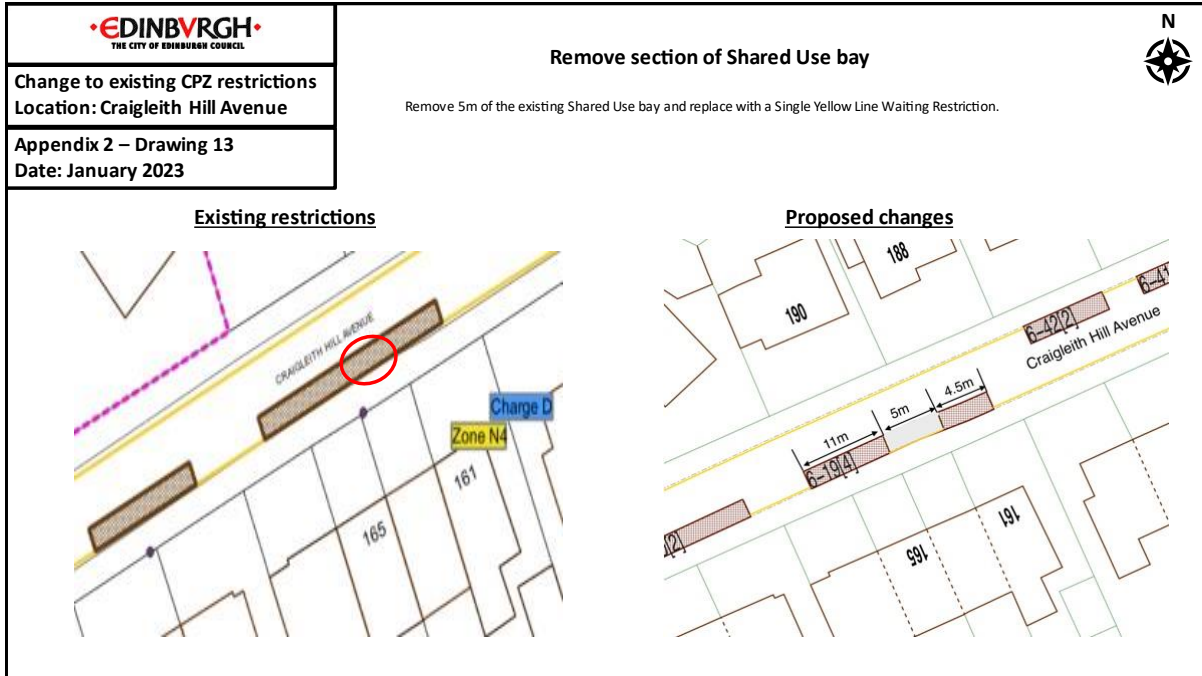 EDINBVRGH
THE CITY OF EDINBURGH COUNCIL
Change to existing CPZ restrictions
Location: Craigleith Hill Avenue
Appendix 2 – Drawing 13
Date: January 2023
Remove section of Shared Use bay
Remove 5m of the existing Shared Use bay and replace with a Single Yellow Line Waiting Restriction.
N
Existing restrictions
CRAIGLEITH HILL AVENUE
Charge D
Zone N4
161
165
Proposed changes
188
190
6-41
6-42[2]
Craigleith Hill Avenue
4.5m
5m
11m
6-19[4]
[2]
161
165